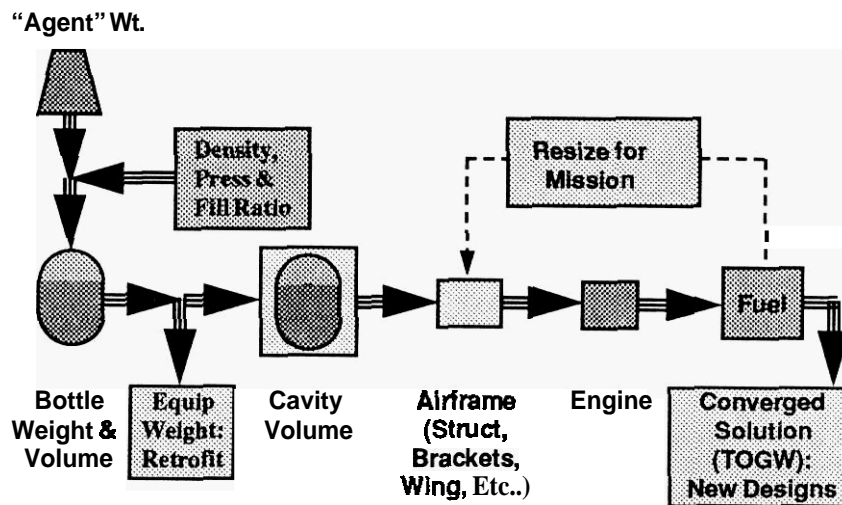 “Agent” Wt.
Density,
Press &
Fill Ratio
Resize for
Mission
Fuel
Bottle
Weight &
Volume
Equip
Weight:
Retrofit
Cavity
Volume
Airframe
(Struct,
Brackets,
Wing, Etc..)
Engine
Converged
Solution
(TOGW):
New Designs